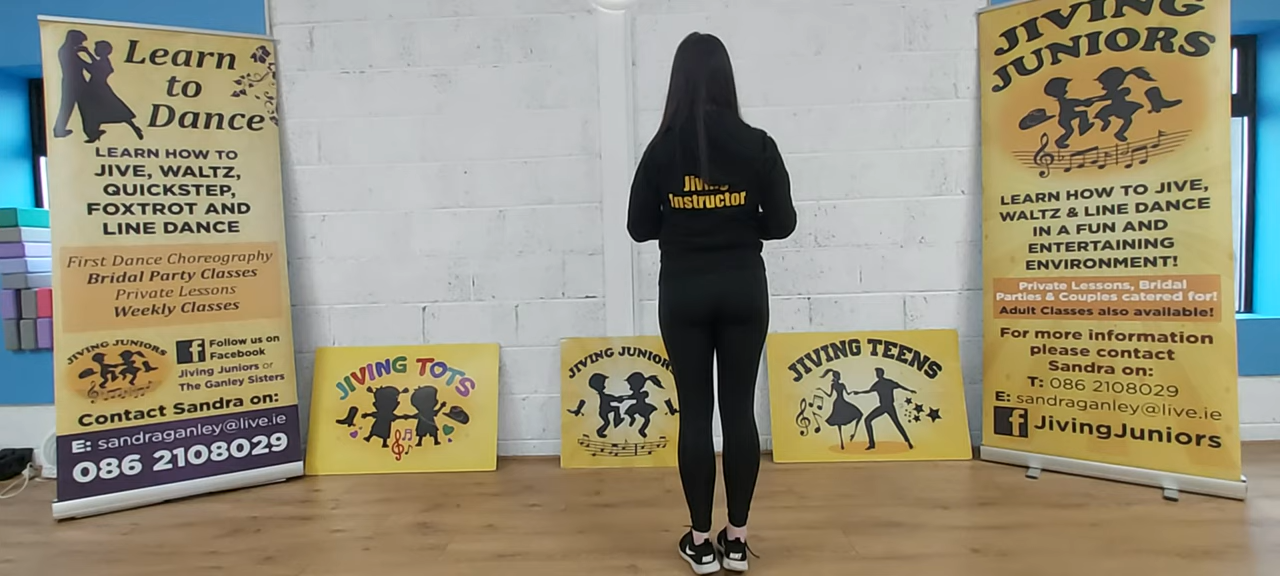 Learn
to
Dance
LEARN HOW TO
JIVE, WALTZ,
QUICKSTEP,
FOXTROT AND
LINE DANCE
First Dance Choreography
Bridal Party Classes
Private Lessons
Weekly Classes
JIVING JUNIORS
f Follow us on
Facebook
Jiving Juniors or
The Ganley Sisters
Contact Sandra on:
E: sandraganley@live.ie
086 2108029
JIVING TOTS
JIVING JUNIOR
Jiving
Instructor
JIVING TEENS
JIVING
JUNIORS
LEARN HOW TO JIVE,
WALTZ & LINE DANCE
IN A FUN AND
ENTERTAINING
ENVIRONMENT!
Private Lessons, Bridal
Parties & Couples catered for!
Adult Classes also available!
For more information
please contact
Sandra on:
T: 086 2108029
E: sandraganley@live.ie
f JivingJuniors